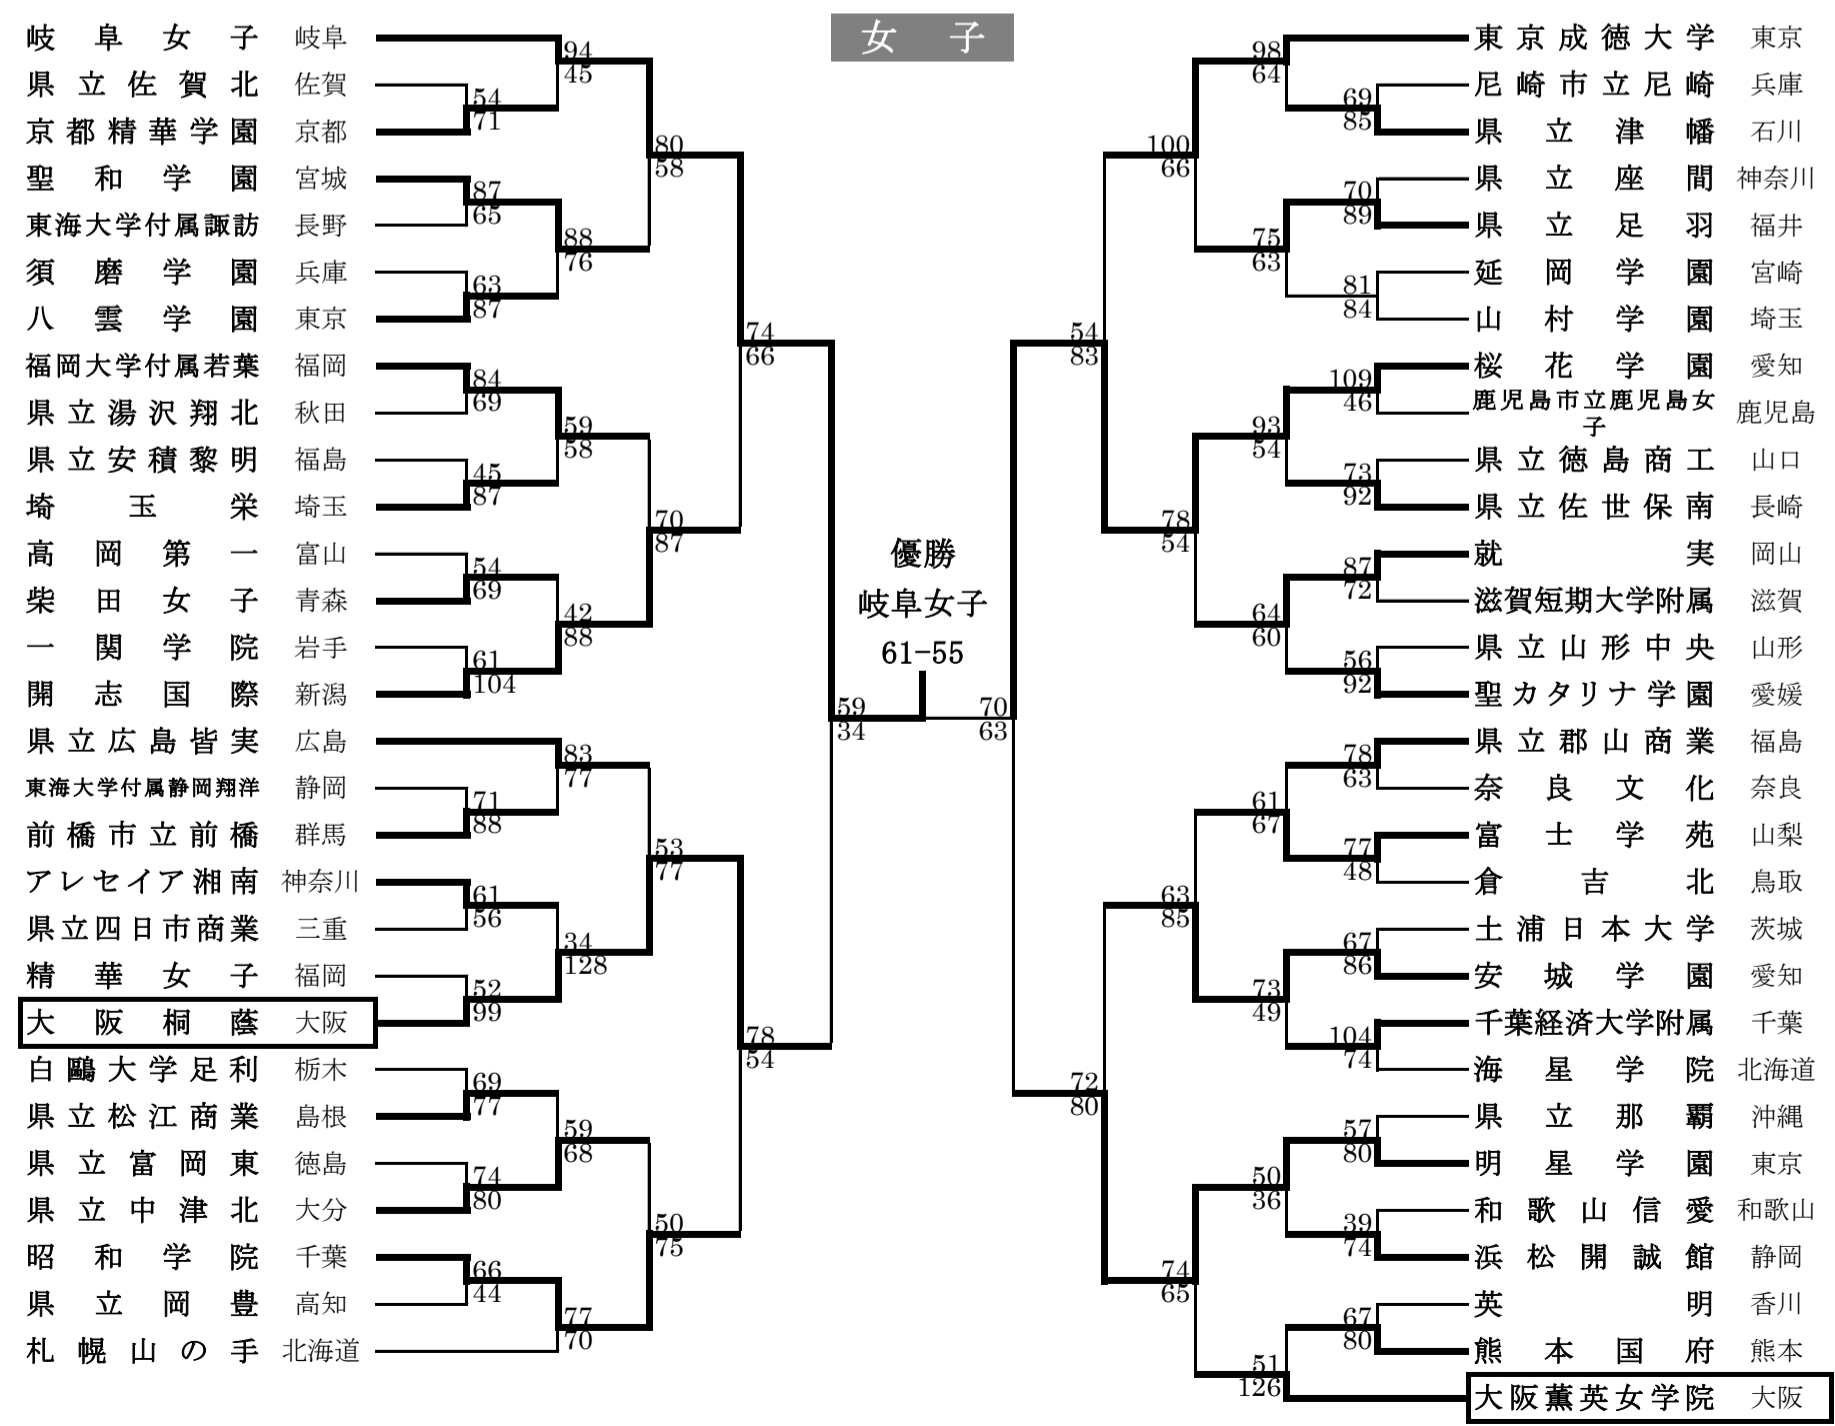 女子
岐阜女子 岐阜
県立佐賀北 佐賀
京都精華学園 京都
聖和学園 宮城
東海大学付属諏訪 長野
須磨学園 兵庫
八雲学園 東京
福岡大学付属若葉 福岡
県立湯沢翔北 秋田
県立安積黎明 福島
埼玉栄 埼玉
高岡第一 富山
柴田女子 青森
一関学院 岩手
開志国際 新潟
県立広島皆実 広島
東海大学付属静岡翔洋 静岡
前橋市立前橋 群馬
アレセイア湘南 神奈川
県立四日市商業 三重
精華女子 福岡
大阪桐蔭 大阪
白鷗大学足利 栃木
県立松江商業 島根
県立富岡東 徳島
県立中津北 大分
昭和学院 千葉
県立岡豊 高知
札幌山の手 北海道
54
71
87
65
63
87
84
69
45
87
54
69
61
104
71
88
61
56
52
99
69
77
74
80
66
44
94
45
88
76
59
58
42
88
83
77
34
128
59
68
77
70
80
58
70
87
53
77
50
75
74
66
78
54
59
34
優勝
岐阜女子
61-55
70
63
54
83
72
80
100
66
78
54
63
85
74
65
98
64
75
63
93
54
64
60
61
67
73
49
50
36
51
126
69
85
70
89
81
84
109
46
73
92
87
72
56
92
78
63
77
48
67
86
104
74
57
80
39
74
67
80
東京成徳大学 東京
尼崎市立尼崎 兵庫
県立津幡 石川
県立座間 神奈川
県立足羽 福井
延岡学園 宮崎
山村学園 埼玉
桜花学園 愛知
鹿児島市立鹿児島女
子 鹿児島
県立徳島商工 山口
県立佐世保南 長崎
就実 岡山
滋賀短期大学附属 滋賀
県立山形中央 山形
聖カタリナ学園 愛媛
県立郡山商業 福島
奈良文化 奈良
富士学苑 山梨
倉吉北 鳥取
土浦日本大学 茨城
安城学園 愛知
千葉経済大学附属 千葉
海星学院 北海道
県立那覇 沖縄
明星学園 東京
和歌山信愛 和歌山
浜松開誠館 静岡
英明 香川
熊本国府 熊本
大阪薫英女学院 大阪